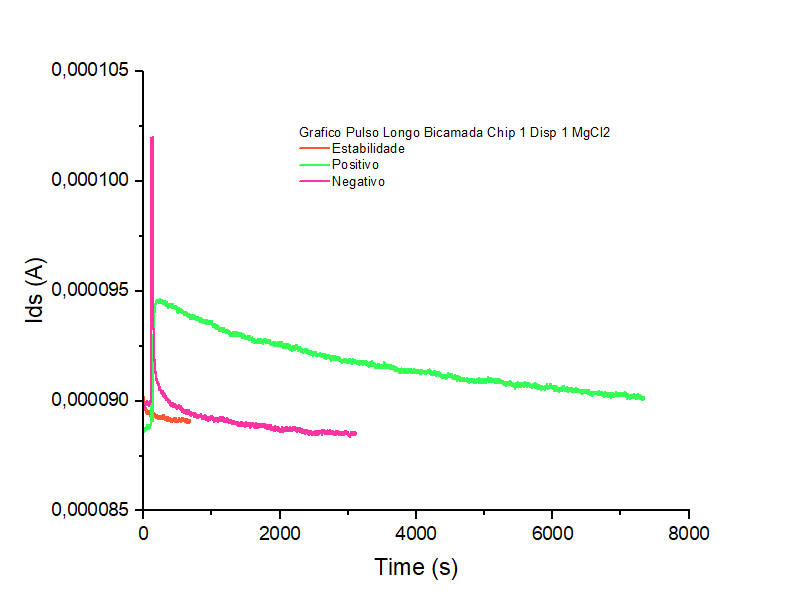 0,000105
0,000100
0,000095
0,000090
0,000085
Ids (A)
Grafico Pulso Longo Bicamada Chip 1 Disp 1 MgCl2
Estabilidade
Positivo
Negativo
0 2000 4000 6000 8000
Time (s)